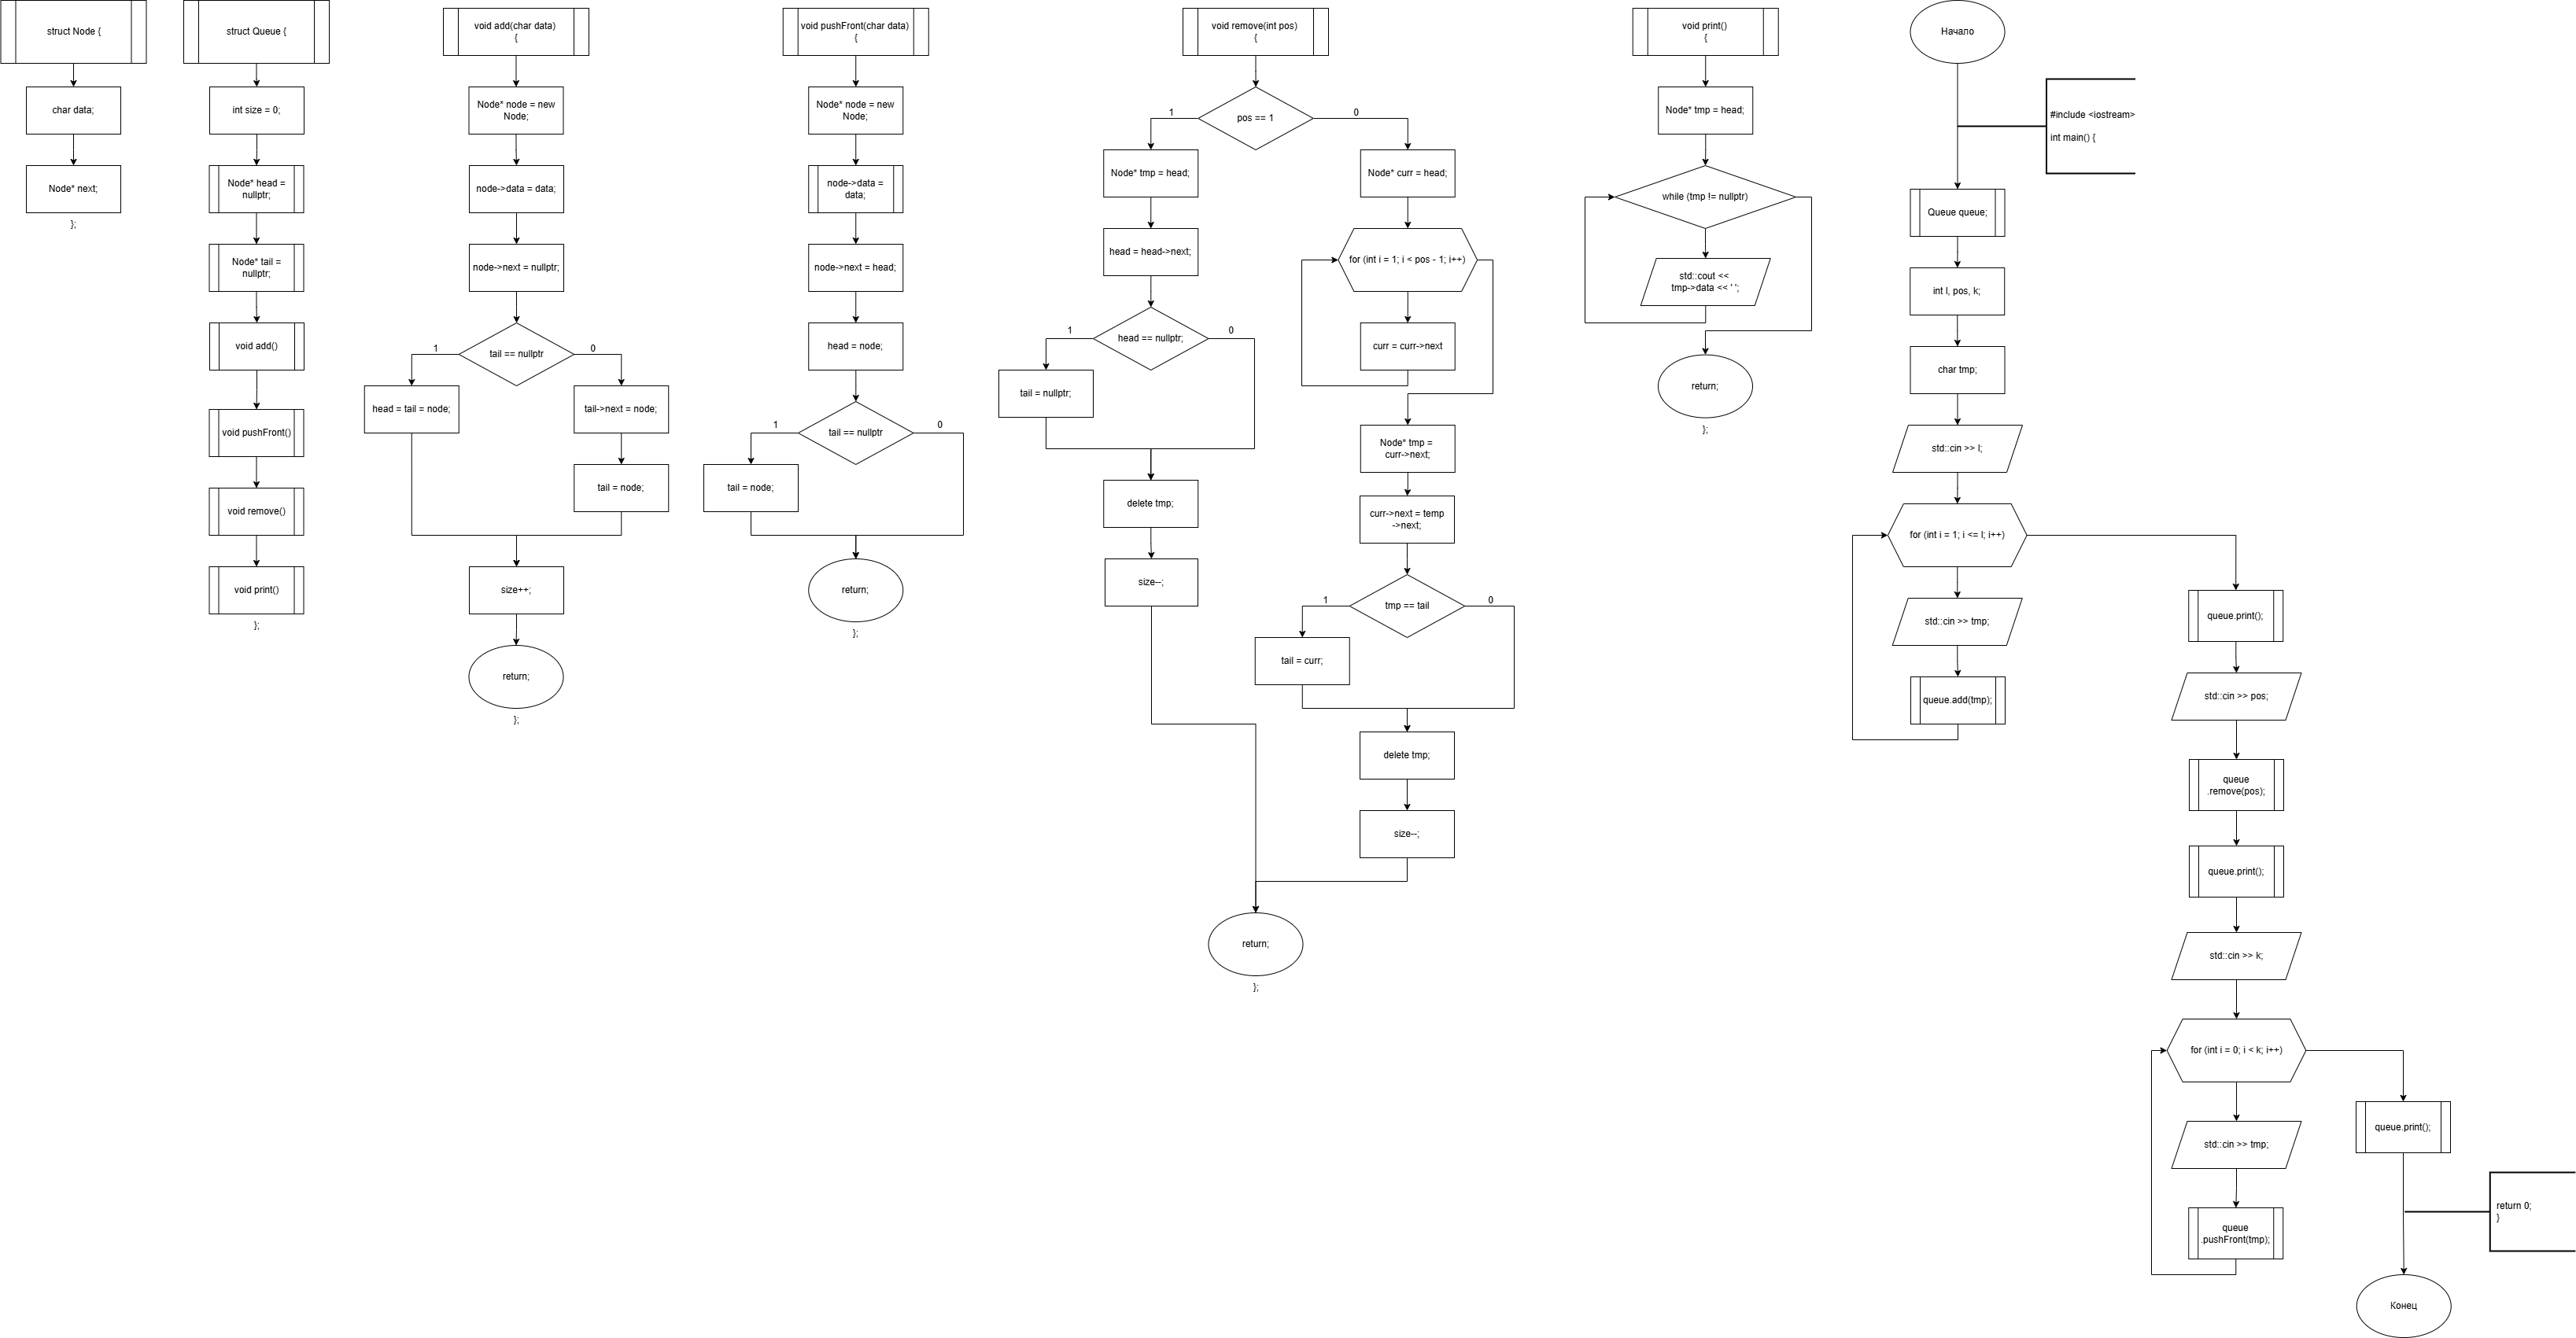 struct Node {
char data;
Node* next;
};
struct Queue {
int size = 0;
Node* head =
nullptr;
Node* tail =
nullptr;
void add()
void pushFront()
void remove()
void print()
};
void add(char data)
{
Node* node = new
Node;
node->data = data;
node->next = nullptr;
tail == nullptr
1
0
head = tail = node;
tail->next = node;
tail = node;
size++;
return;
};
void pushFront(char data)
{
Node* node = new
Node;
node->data =
data;
node->next = head;
head = node;
tail == nullptr
1
0
tail = node;
return;
};
void remove(int pos)
{
pos == 1
1
0
Node* tmp = head;
head = head->next;
head == nullptr;
1
0
tail = nullptr;
delete tmp;
size--;
Node* curr = head;
for (int i = 1; i < pos - 1; i++)
curr = curr->next
Node* tmp =
curr->next;
curr->next = temp
->next;
tmp == tail
1
0
tail = curr;
delete tmp;
size--;
return;
};
void print()
{
Node* tmp = head;
while (tmp != nullptr)
std::cout <<
tmp->data << ' ';
return;
};
Начало
#include <iostream>
int main() {
Queue queue;
int l, pos, k;
char tmp;
std::cin >> l;
for (int i = 1; i <= l; i++)
std::cin >> tmp;
queue.add(tmp);
queue.print();
std::cin >> pos;
queue
.remove(pos);
queue.print();
std::cin >> k;
for (int i = 0; i < k; i++)
std::cin >> tmp;
queue
.pushFront(tmp);
queue.print();
return 0;
}
Конец